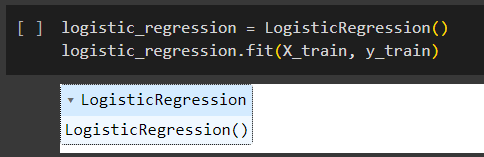 [ ] logistic_regression = LogisticRegression()
logistic_regression.fit(X_train, y_train)
▾ LogisticRegression
LogisticRegression()